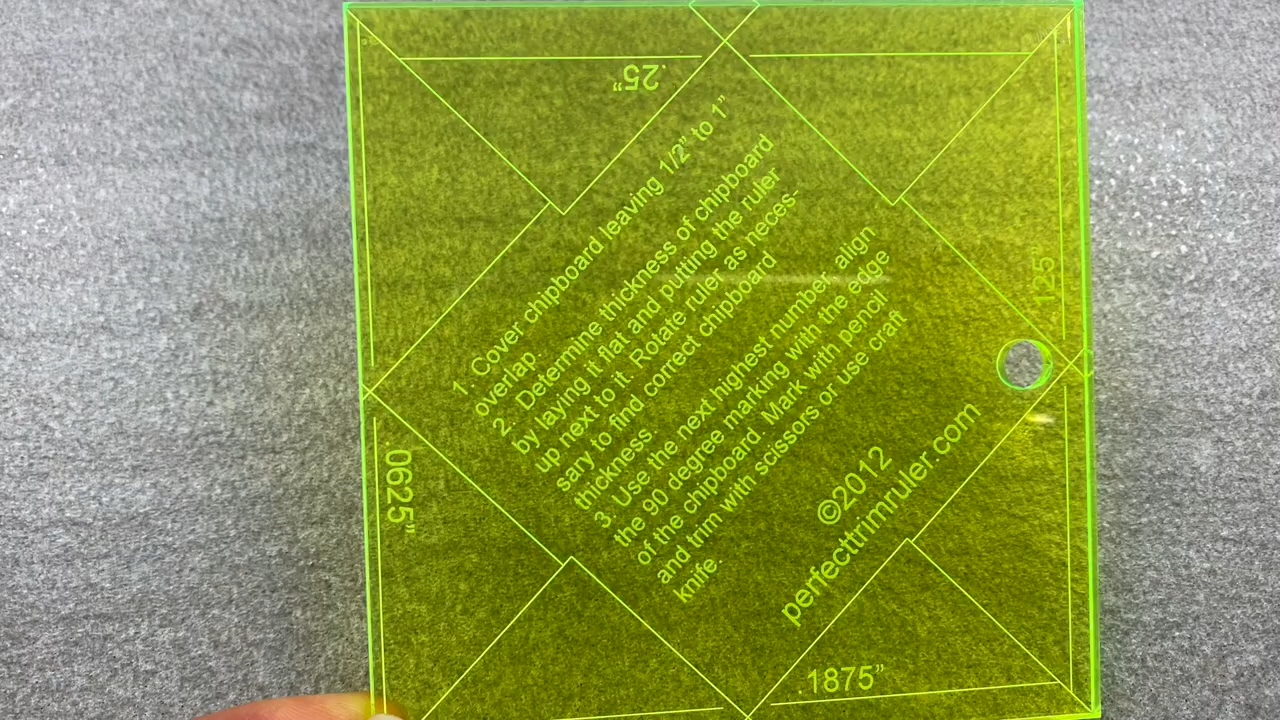 .25”
1. Cover chipboard leaving 1/2” to 1”
overlap.
2. Determine thickness of chipboard
by laying it flat and putting the ruler
up next to it. Rotate ruler as neces-
sary to find correct chipboard
thickness
3. Use the next highest number, align
the 90 degree marking with the edge
of the chipboard. Mark with pencil
and trim with scissors or use craft
knife.
.125”
.0625”
©2012
perfecttrimruler.com
.1875”